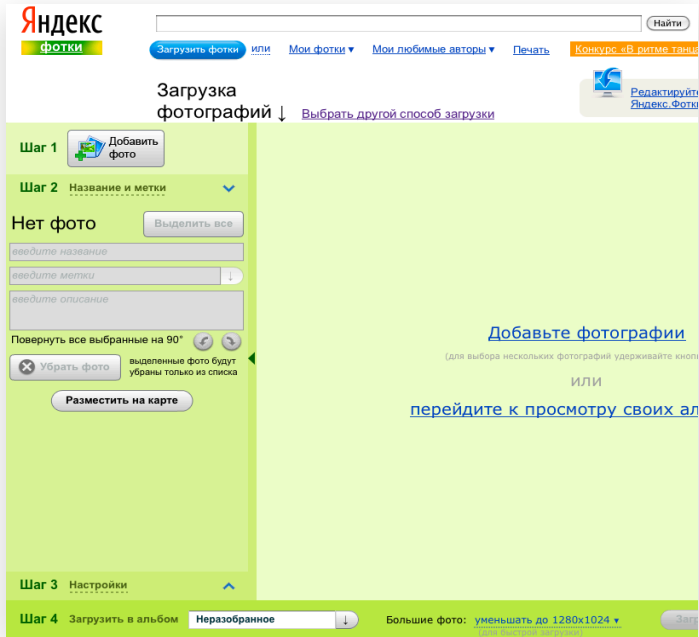 Яндекс
фотки
Найти
Загрузить фотки или Мои фотки ▼ Мои любимые авторы ▼ Печать Конкурс «В ритме танца
Загрузка
фотографий ↓ Выбрать другой способ загрузки
Редактируйте
Яндекс.Фотк
Шаг 1 Добавить
фото
Шаг 2 Название и метки
Нет фото Выделить все
введите название
введите метки ↓
введите описание
Повернуть все выбранные на 90°
Убрать фото
выделенные фото будут
убраны только из списка
Разместить на карте
Добавьте фотографии
(для выбора нескольких фотографий удерживайте кноп
или
перейдите к просмотру своих ал
Шаг 3 Настройки
Шаг 4 Загрузить в альбом Неразобранное ↓ Большие фото: уменьшать до 1280x1024 ▼ Заг
(для быстрой загрузки)